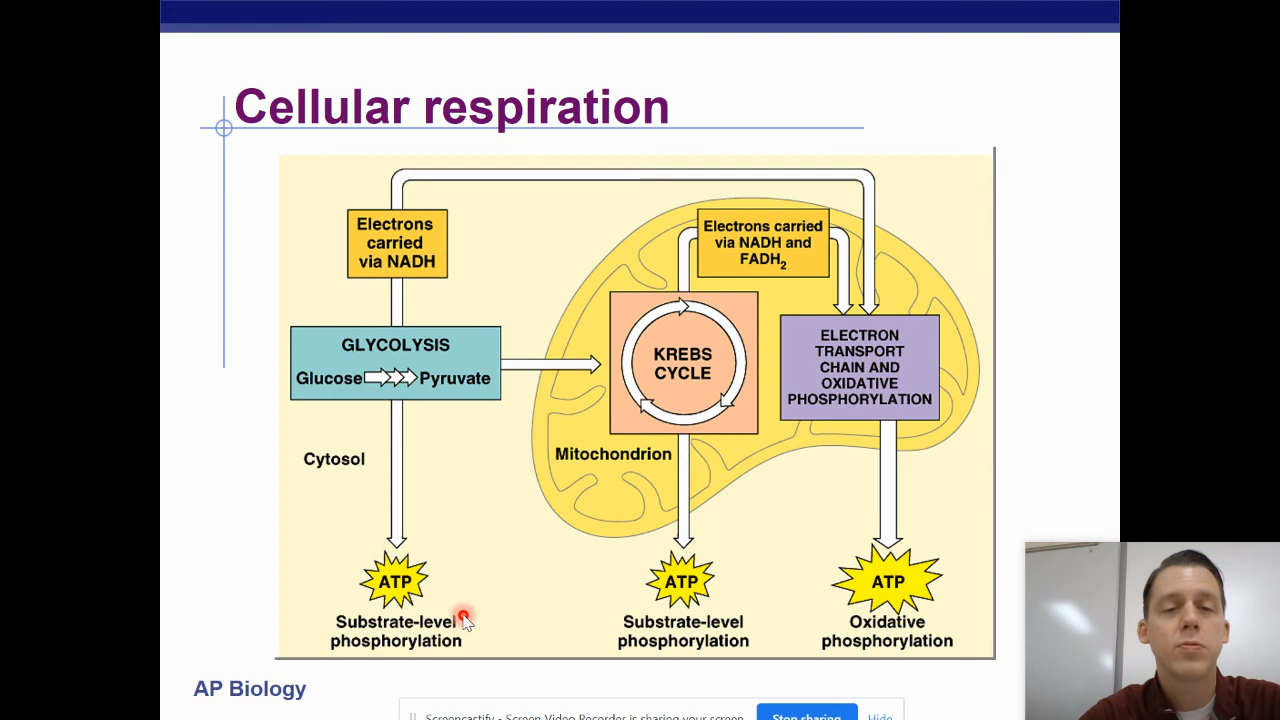 Cellular respiration
Electrons
carried
via NADH
Electrons carried
via NADH and
FADH2
GLYCOLYSIS
Glucose Pyruvate
KREBS
CYCLE
ELECTRON
TRANSPORT
CHAIN AND
OXIDATIVE
PHOSPHORYLATION
Cytosol
Mitochondrion
ATP
Substrate-level
phosphorylation
ATP
Substrate-level
phosphorylation
ATP
Oxidative
phosphorylation
AP Biology
Screencastify - Screen Video Recorder is sharing your screen.
Stop sharing
Hide